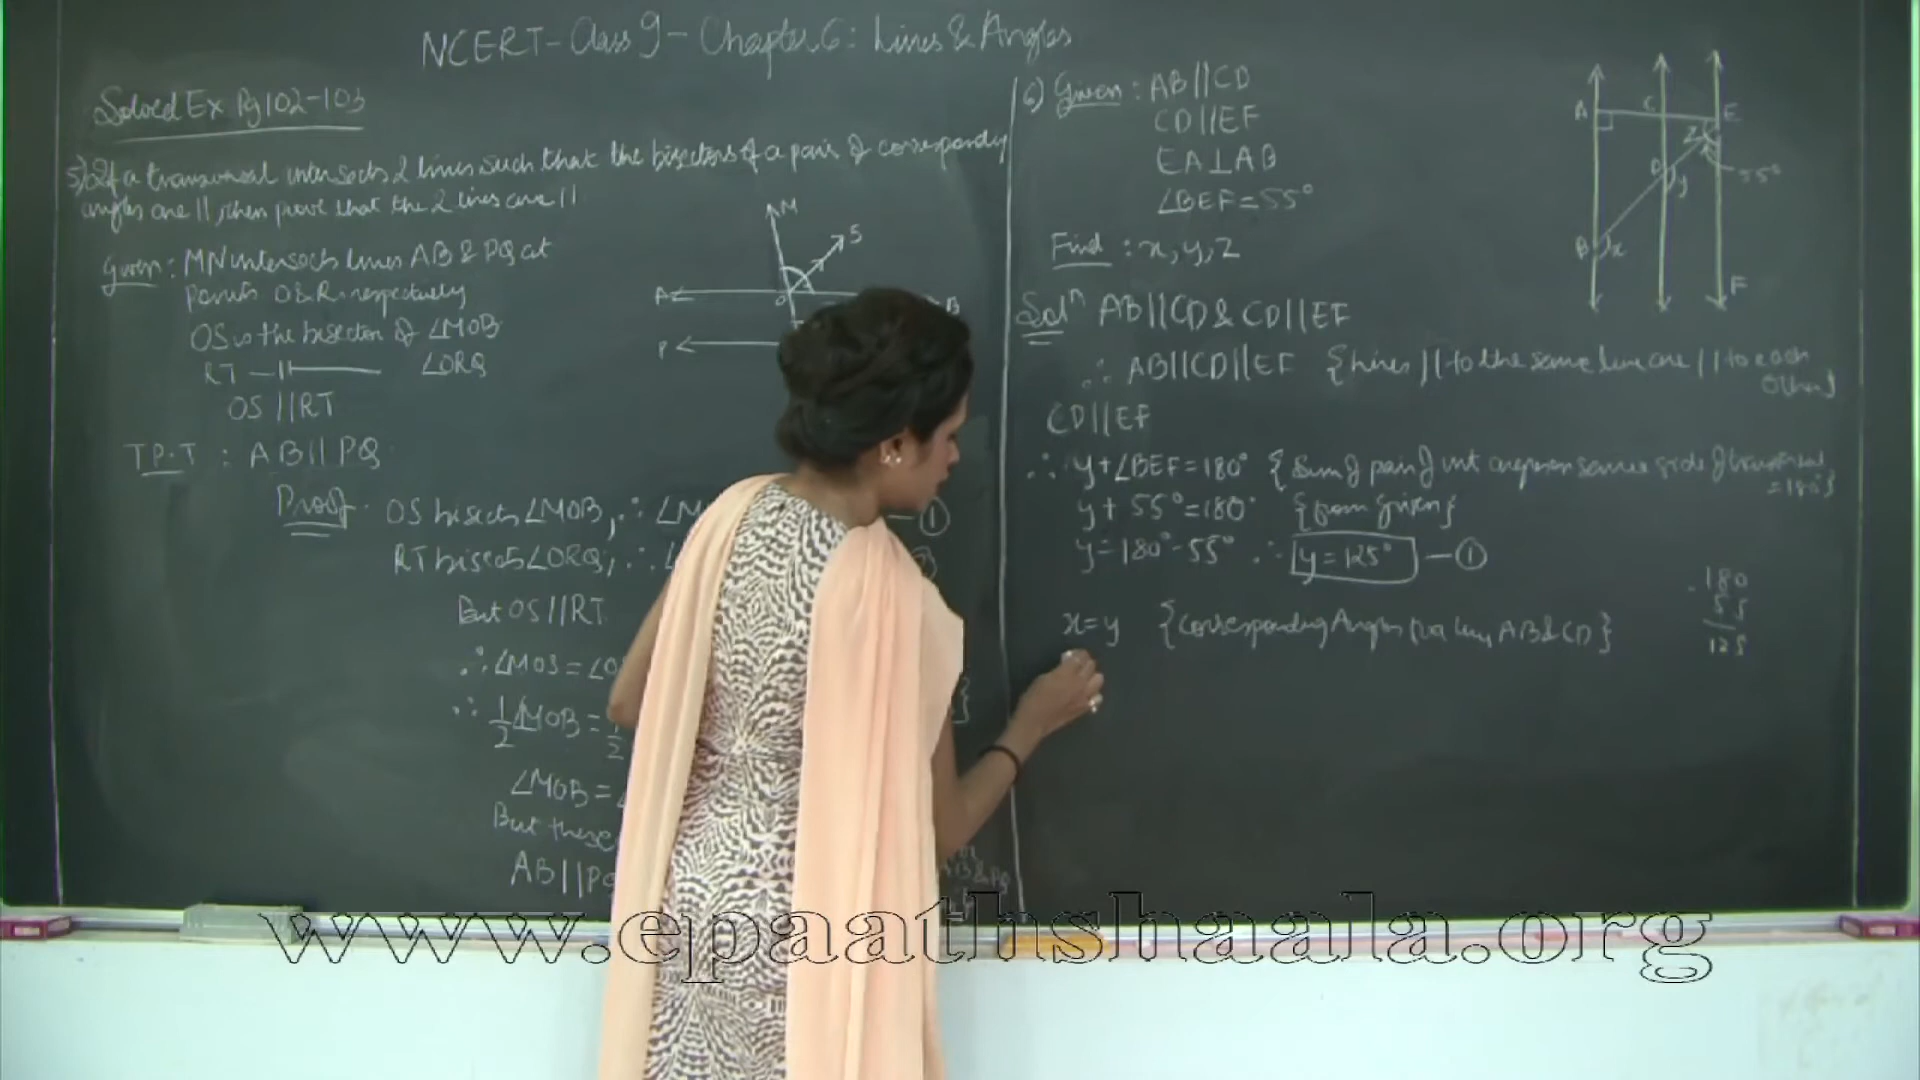 NCERT - Class 9 - Chapter 6 : Lines & Angles
Solved Ex Pg 102-103
5) If a transversal intersects 2 lines such that the bisectors of a pair of corresponding
angles are ||, then prove that the 2 lines are ||
Given : MN intersects lines AB & PQ at
points O & R respectively
OS is the bisector of ∠MOB
RT —||— ∠ORQ
OS || RT
T.P.T : AB || PQ
Proof. OS bisects ∠MOB, ∴ ∠M — ①
RT bisects ∠ORQ, ∴ ∠
But OS || RT
∴ ∠MOS = ∠O
∴ 1/2 ∠MOB = 1/2
∠MOB = ∠
But these
AB || PQ
M
S
A
O
B
P
6) Given : AB || CD
CD || EF
EA ⊥ AB
∠BEF = 55°
Find : x, y, z
Solⁿ AB || CD & CD || EF
∴ AB || CD || EF {Lines || to the same line are || to each
other}
CD || EF
∴ y + ∠BEF = 180° {Sum of pair of int angles on same side of transversal
= 180°}
y + 55° = 180° {from given}
y = 180° - 55° ∴ y = 125° — ①
x = y {corresponding Angles AB & CD}
- 180
55
125
A
C
E
z
D
y
55°
B
x
F
www.epaathshaala.org